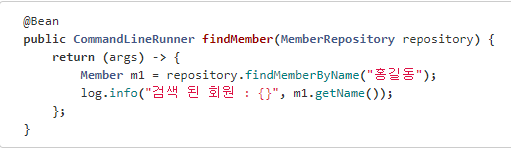 @Bean
public CommandLineRunner findMember(MemberRepository repository) {
    return (args) -> {
        Member m1 = repository.findMemberByName("홍길동");
        log.info("검색 된 회원 : {}", m1.getName());
    };
}